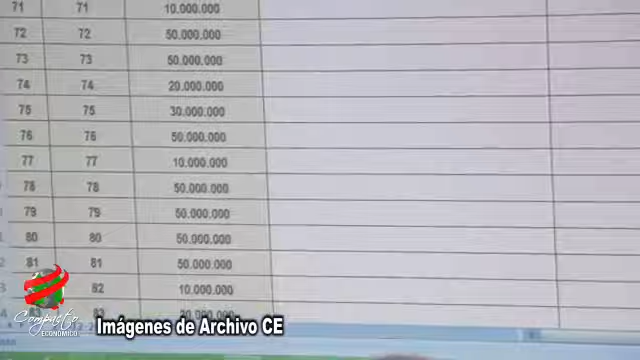 71 71 10.000.000
72 72 50.000.000
73 73 50.000.000
74 74 20.000.000
75 75 30.000.000
76 76 50.000.000
77 77 10.000.000
78 78 50.000.000
79 79 50.000.000
80 80 50.000.000
81 81 50.000.000
82 10.000.000
Compacto
ECONÓMICO
Imágenes de Archivo CE